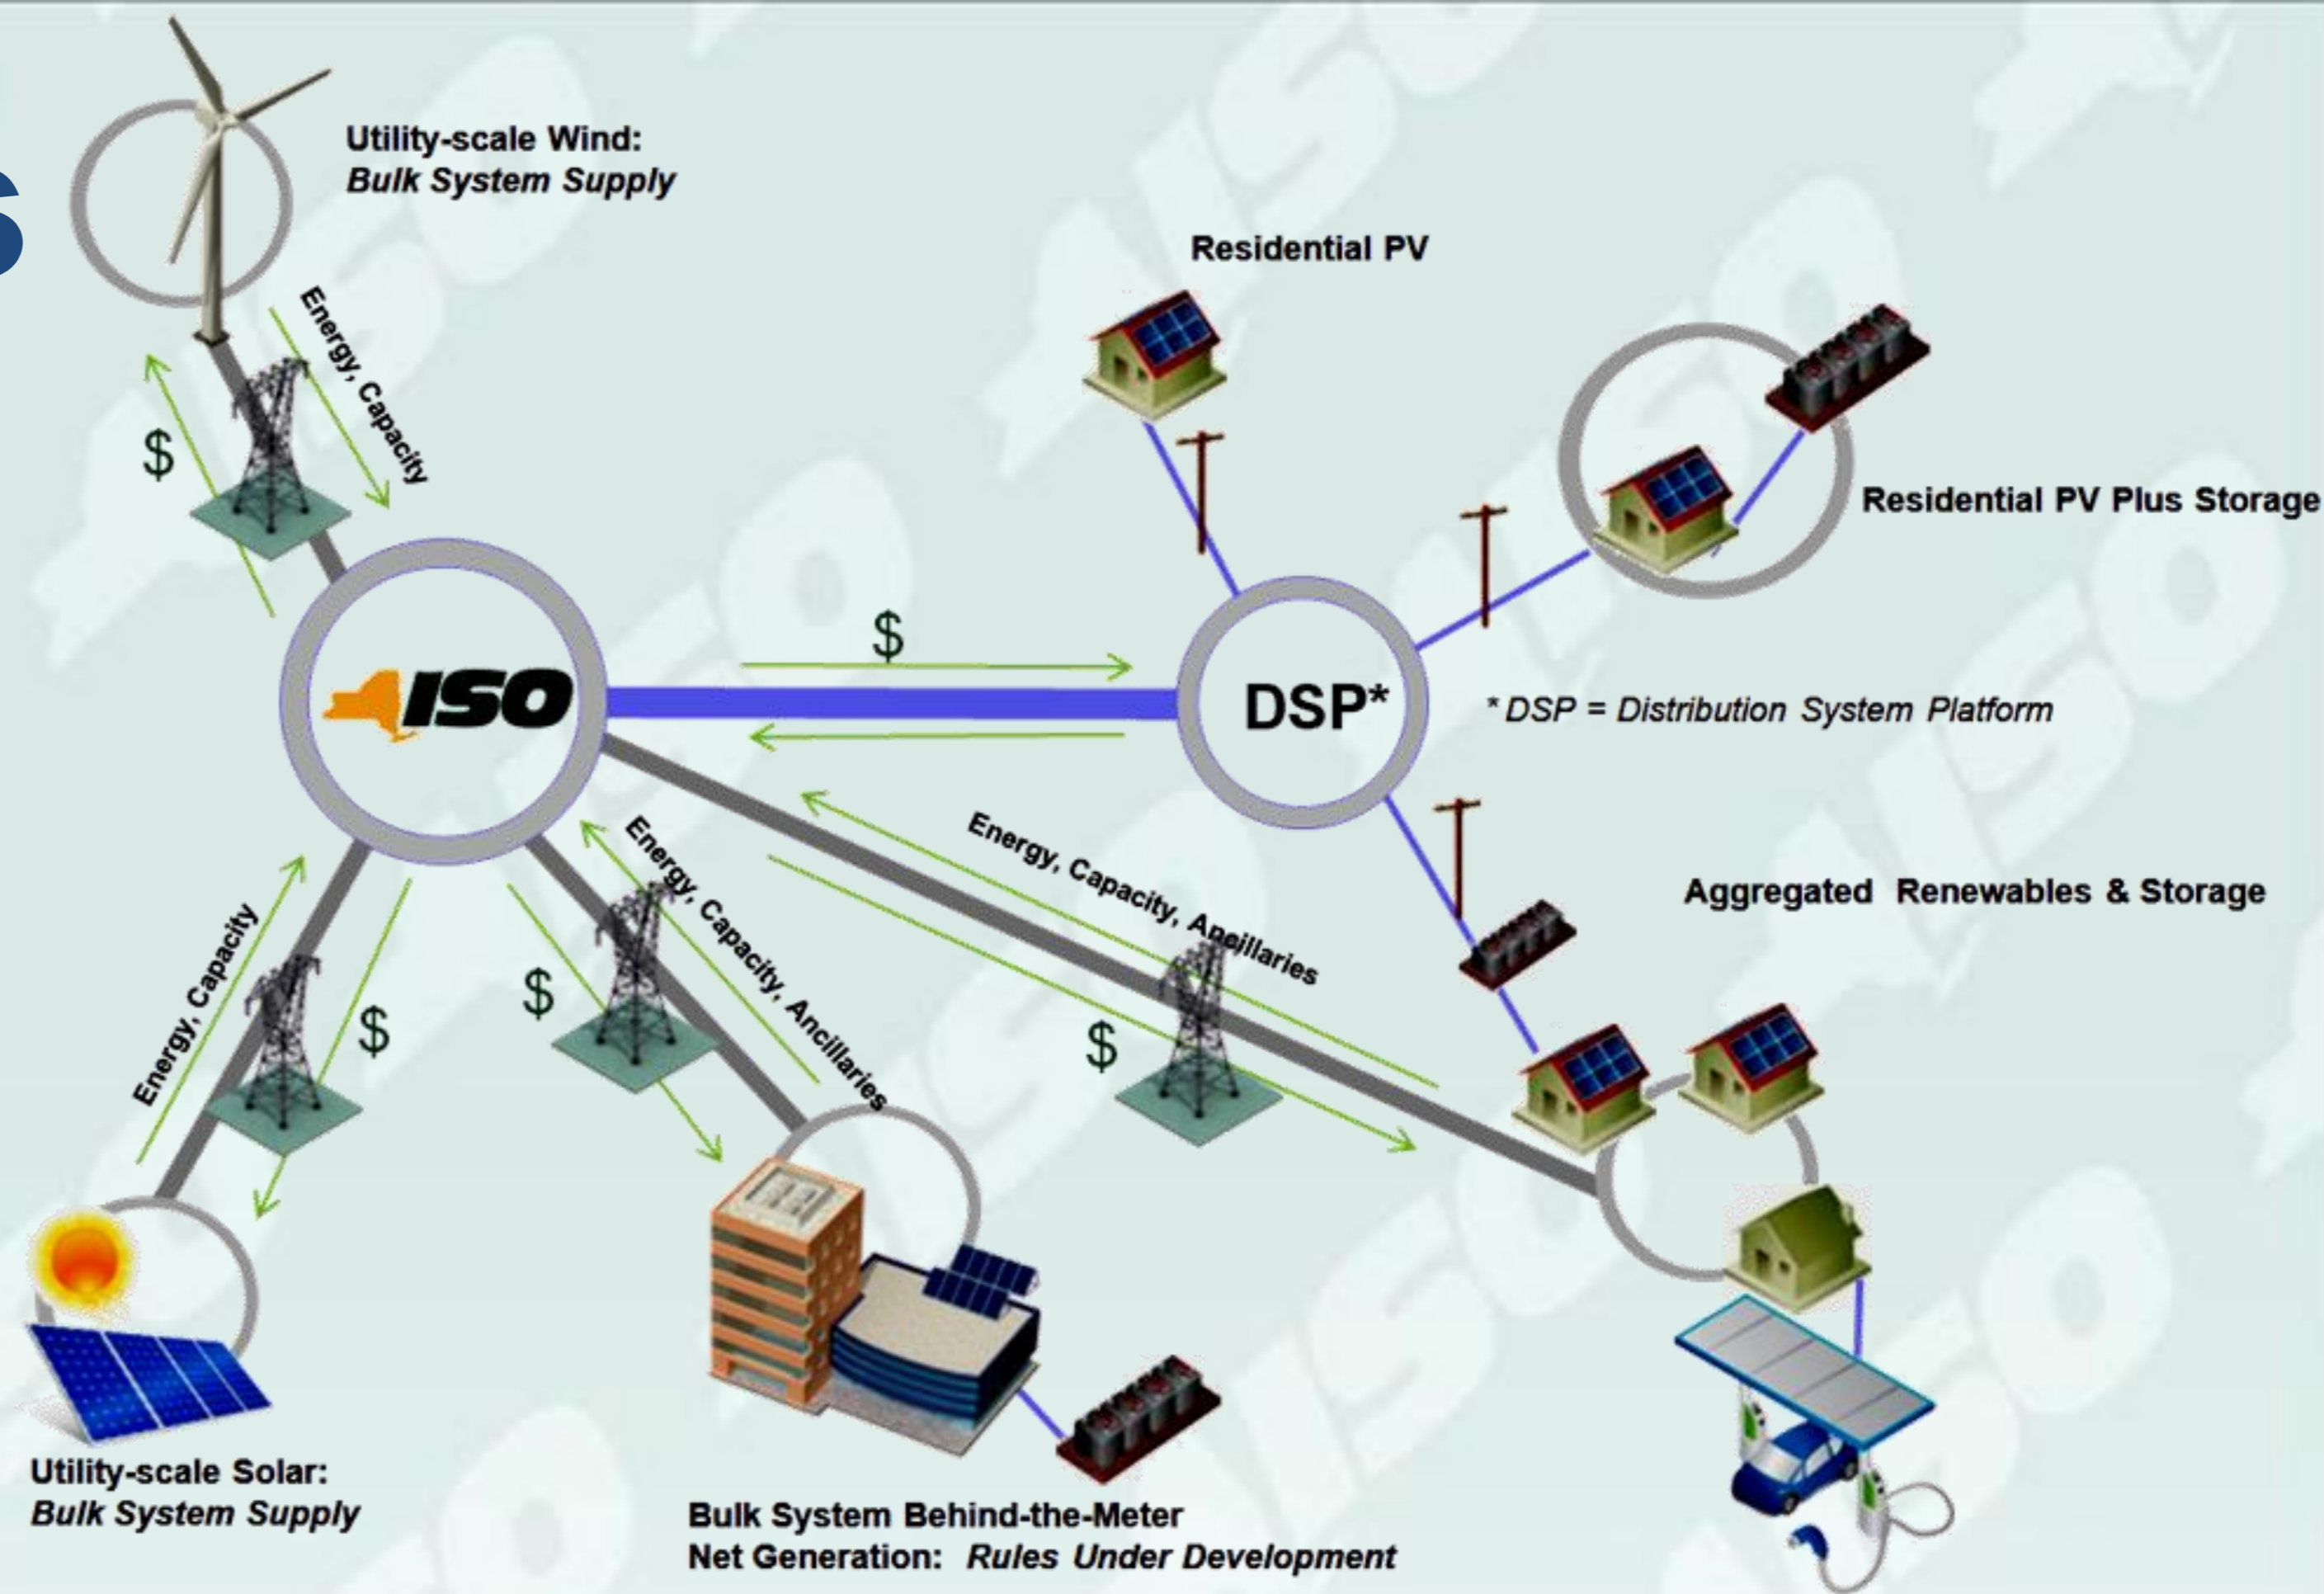 S
Utility-scale Wind:
Bulk System Supply
Residential PV
Energy, Capacity
$
Residential PV Plus Storage
$
ISO
DSP*
* DSP = Distribution System Platform
Energy, Capacity, Ancillaries
Aggregated Renewables & Storage
Energy, Capacity, Ancillaries
Energy, Capacity
$
$
$
Utility-scale Solar:
Bulk System Supply
Bulk System Behind-the-Meter
Net Generation: Rules Under Development